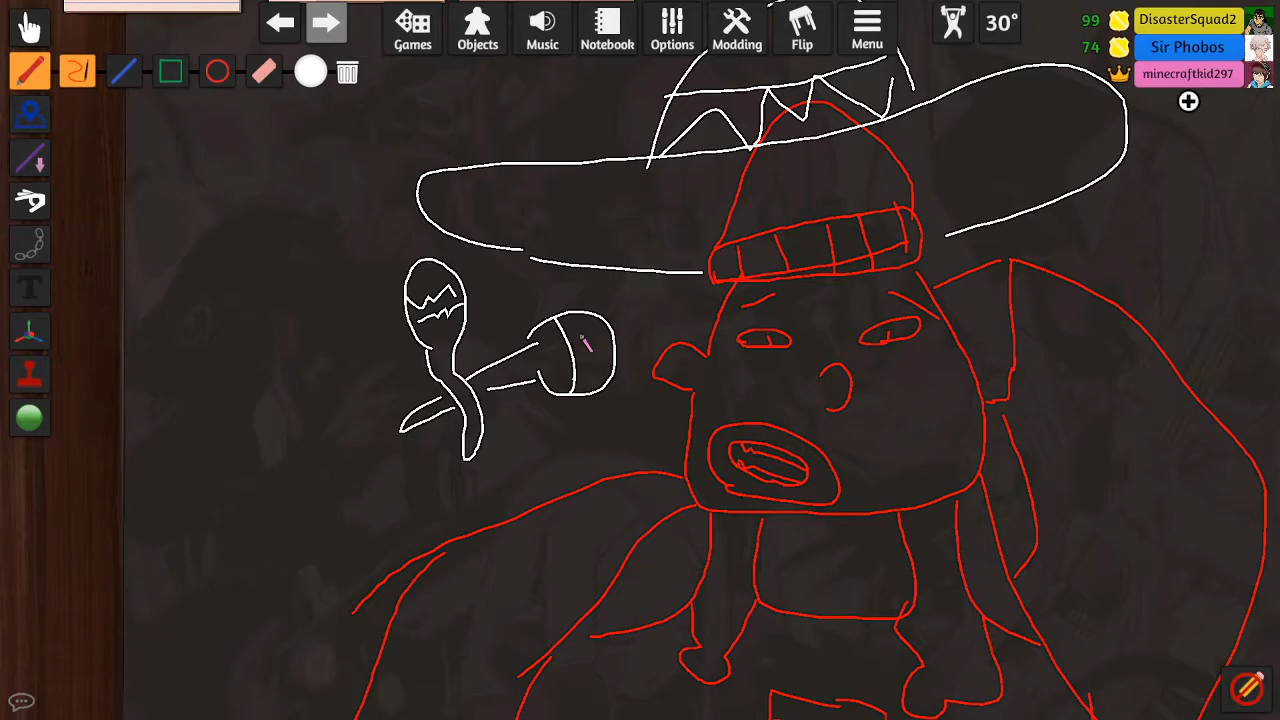 Games
Objects
Music
Notebook
Options
Modding
Flip
Menu
30°
99 DisasterSquad2
74 Sir Phobos
minecraftkid297
T